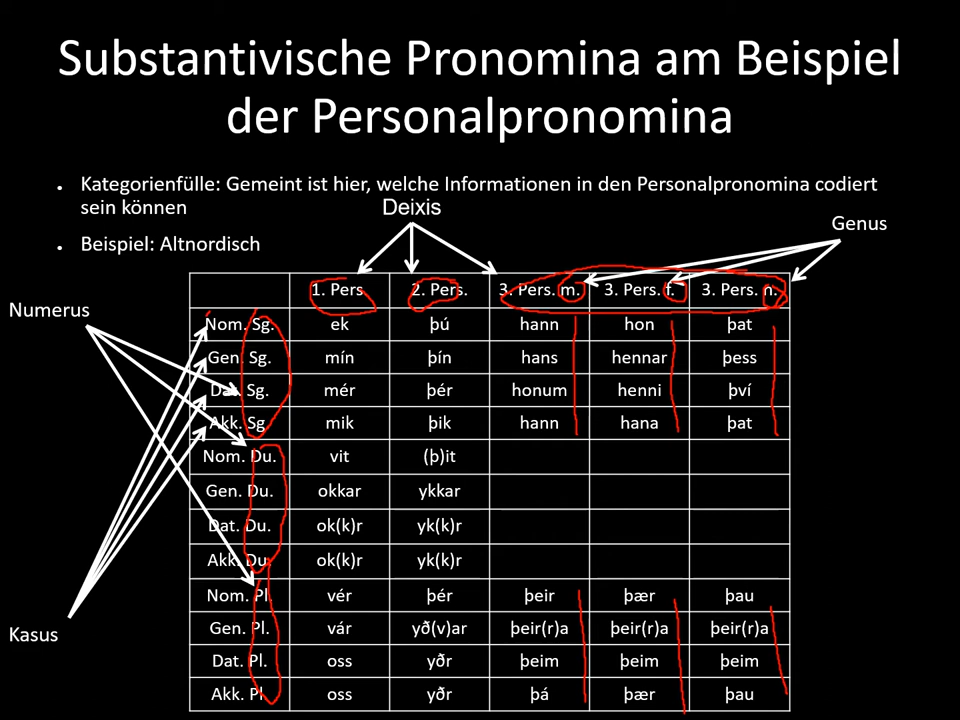 Substantivische Pronomina am Beispiel
der Personalpronomina
● Kategorienfülle: Gemeint ist hier, welche Informationen in den Personalpronomina codiert
sein können
Deixis
Genus
● Beispiel: Altnordisch
Numerus
Kasus
1. Pers. 2. Pers. 3. Pers. m. 3. Pers. f. 3. Pers. n.
Nom. Sg. ek þú hann hon þat
Gen. Sg. mín þín hans hennar þess
Dat. Sg. mér þér honum henni því
Akk. Sg. mik þik hann hana þat
Nom. Du. vit (þ)it
Gen. Du. okkar ykkar
Dat. Du. ok(k)r yk(k)r
Akk. Du. ok(k)r yk(k)r
Nom. Pl. vér þér þeir þær þau
Gen. Pl. vár yð(v)ar þeir(r)a þeir(r)a þeir(r)a
Dat. Pl. oss yðr þeim þeim þeim
Akk. Pl. oss yðr þá þær þau